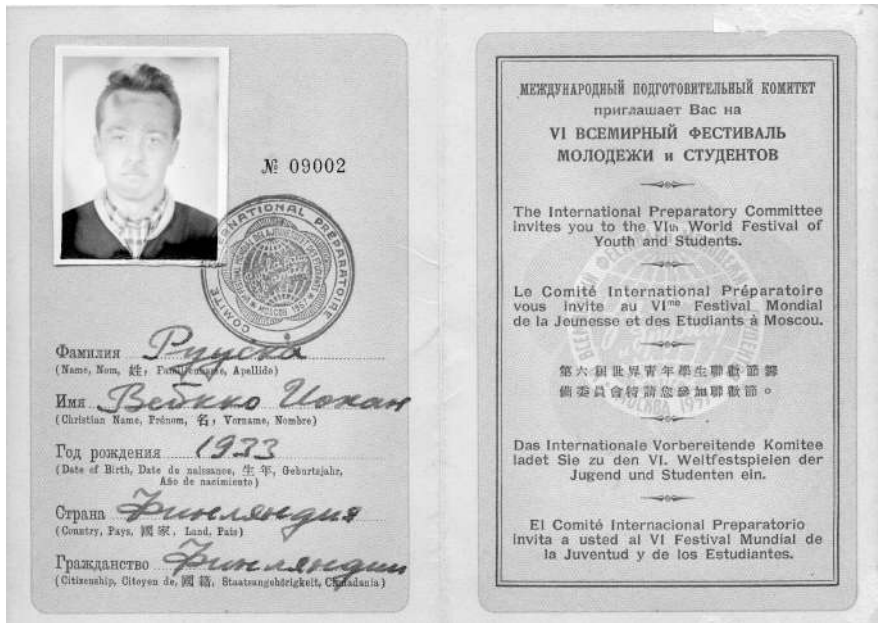 № 09002
COMITÉ INTERNATIONAL PRÉPARATOIRE
MOSCOU 1957
Фамилия Рууска
(Name, Nom, 姓, Familienname, Apellido)
Имя Вейкко Иохан
(Christian Name, Prénom, 名, Vorname, Nombre)
Год рождения 1933
(Date of Birth, Date de naissance, 生年, Geburtsjahr,
Año de nacimiento)
Страна Финляндия
(Country, Pays, 國家, Land, País)
Гражданство Финляндии
(Citizenship, Citoyen de, 國籍, Staatsangehörigkeit, Ciudadania)
МЕЖДУНАРОДНЫЙ ПОДГОТОВИТЕЛЬНЫЙ КОМИТЕТ
приглашает Вас на
VI ВСЕМИРНЫЙ ФЕСТИВАЛЬ
МОЛОДЕЖИ и СТУДЕНТОВ
The International Preparatory Committee
invites you to the VIth World Festival of
Youth and Students.
Le Comité International Préparatoire
vous invite au VIme Festival Mondial
de la Jeunesse et des Etudiants à Moscou.
第六屆世界青年學生聯歡節籌
備委員會特請您參加聯歡節。
Das Internationale Vorbereitende Komitee
ladet Sie zu den VI. Weltfestspielen der
Jugend und Studenten ein.
El Comité Internacional Preparatorio
invita a usted al VI Festival Mundial de
la Juventud y de los Estudiantes.